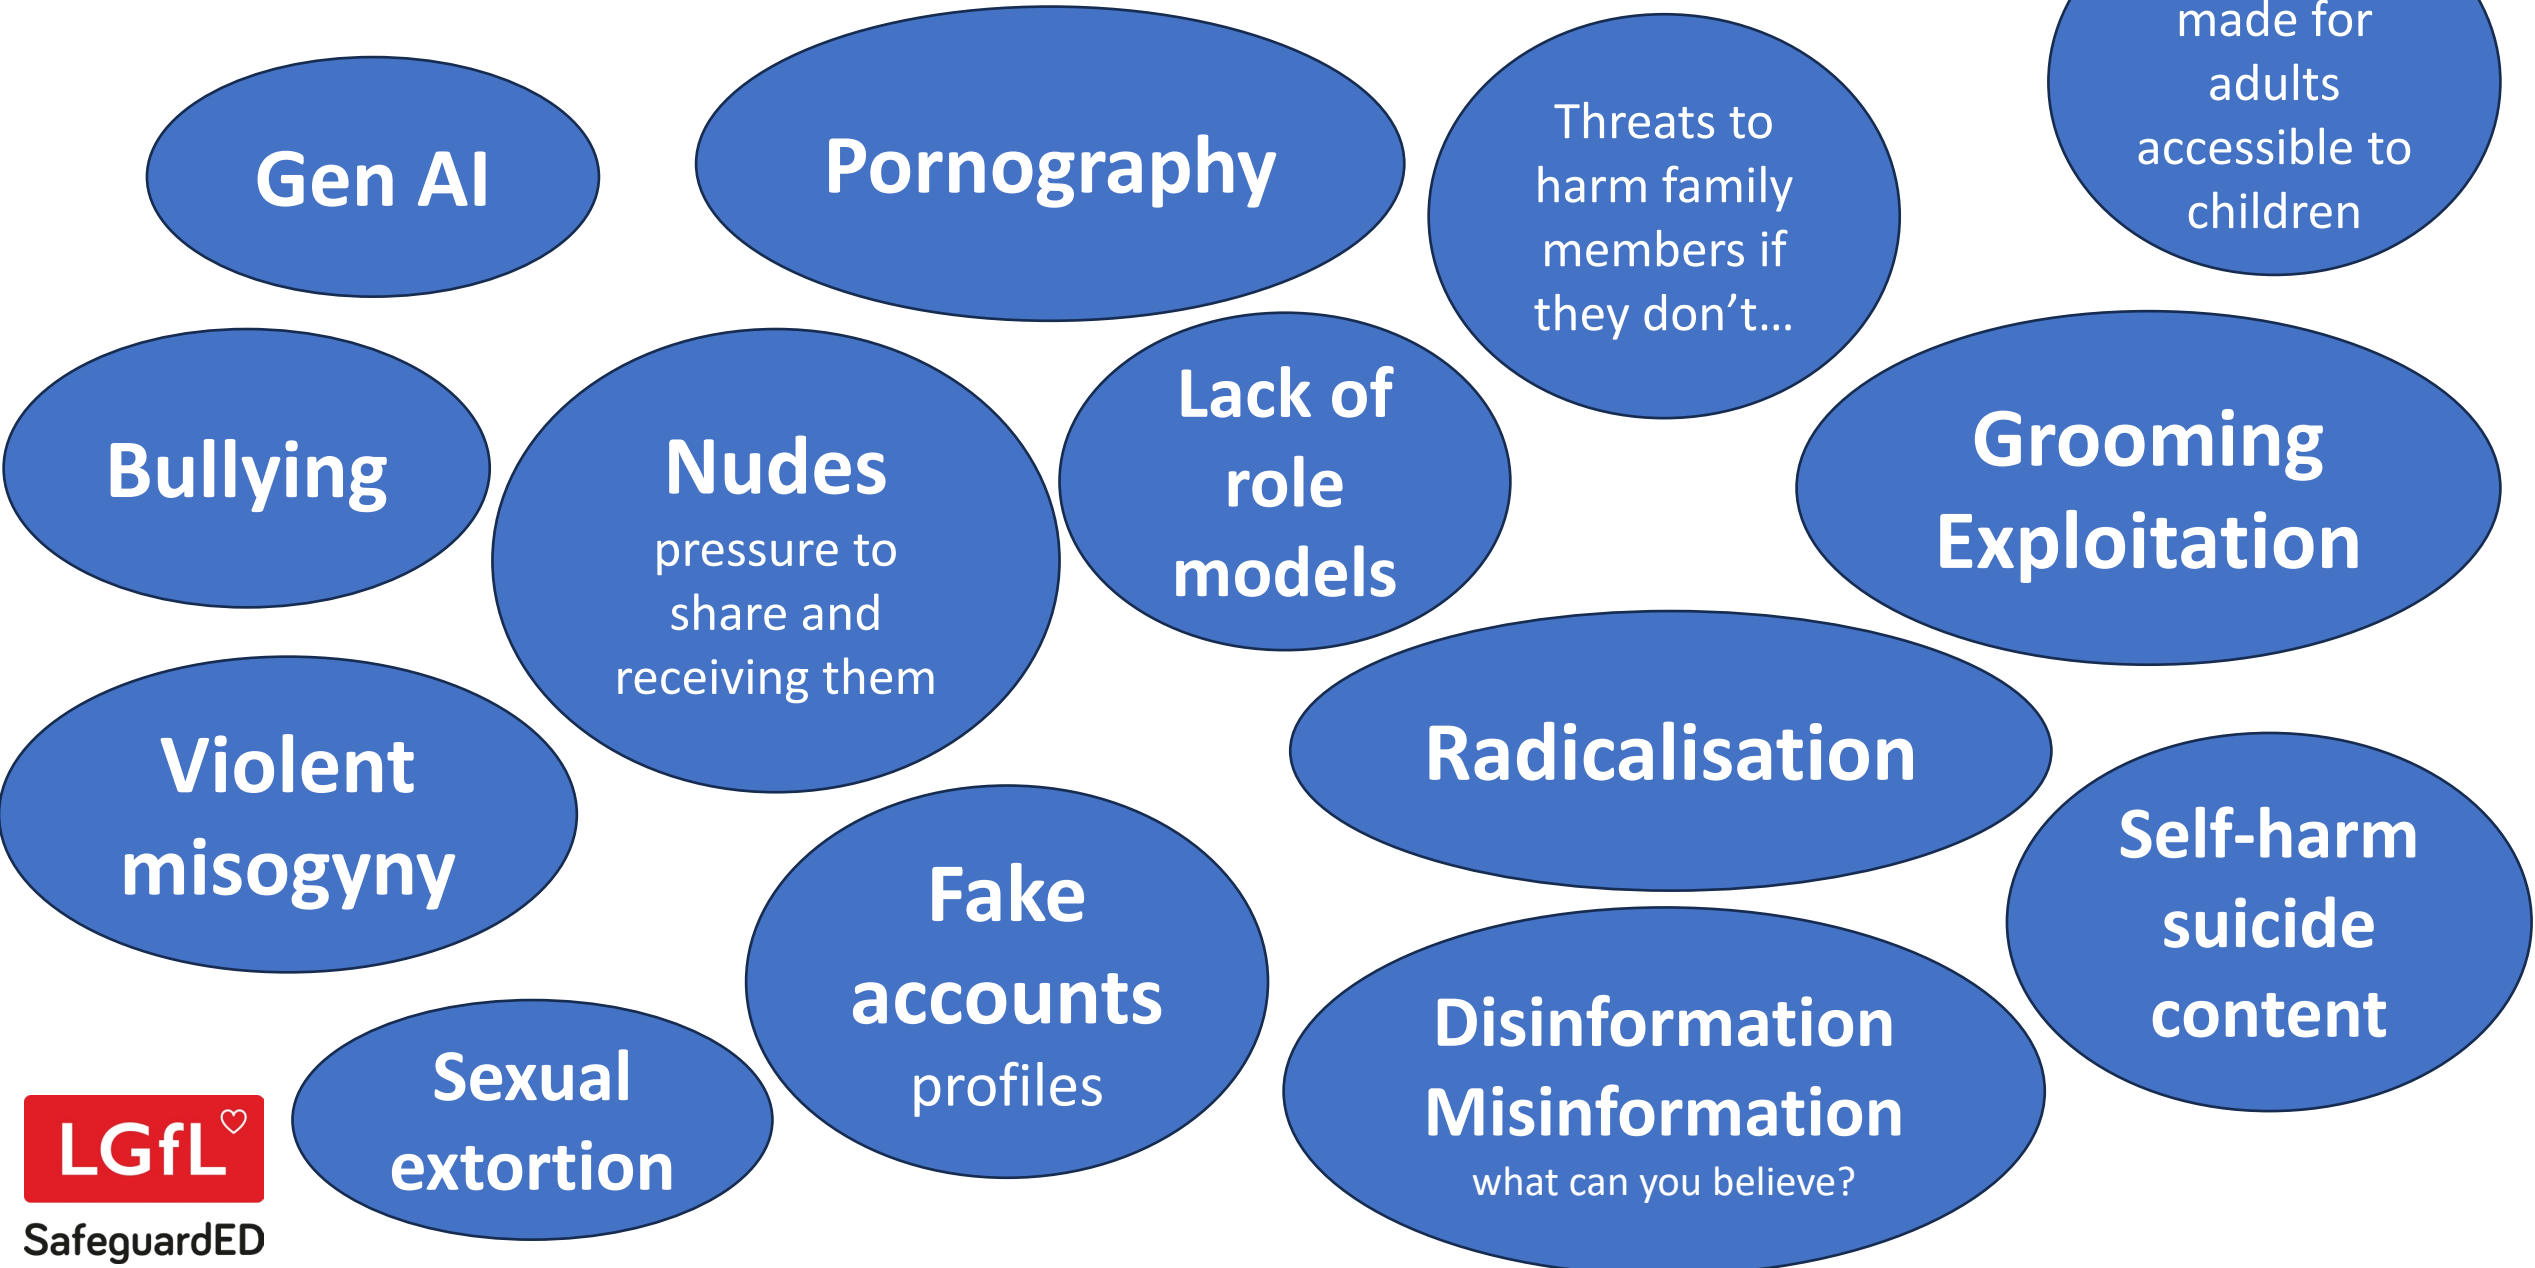 made for
adults
accessible to
children
Gen AI
Pornography
Threats to
harm family
members if
they don’t...
Bullying
Nudes
pressure to
share and
receiving them
Lack of
role
models
Grooming
Exploitation
Violent
misogyny
Radicalisation
Self-harm
suicide
content
Fake
accounts
profiles
Disinformation
Misinformation
what can you believe?
Sexual
extortion
LGfL
SafeguardED